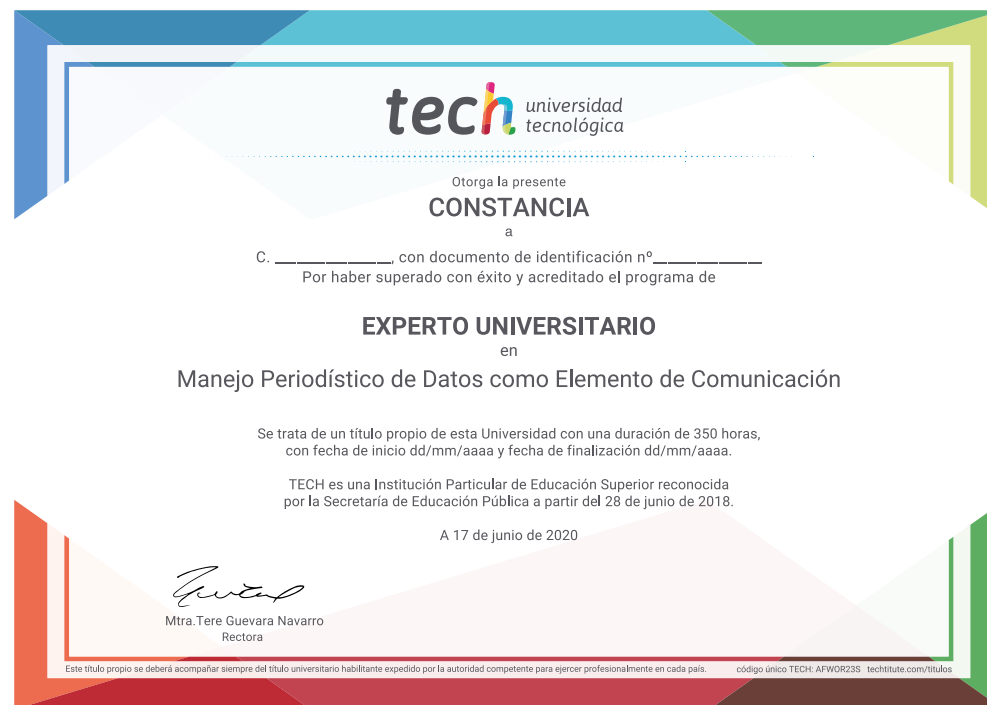 tech universidad
tecnológica
Otorga la presente
CONSTANCIA
a
C. ______________, con documento de identificación nº_____________
Por haber superado con éxito y acreditado el programa de
EXPERTO UNIVERSITARIO
en
Manejo Periodístico de Datos como Elemento de Comunicación
Se trata de un título propio de esta Universidad con una duración de 350 horas,
con fecha de inicio dd/mm/aaaa y fecha de finalización dd/mm/aaaa.
TECH es una Institución Particular de Educación Superior reconocida
por la Secretaría de Educación Pública a partir del 28 de junio de 2018.
A 17 de junio de 2020
Mtra.Tere Guevara Navarro
Rectora
Este título propio se deberá acompañar siempre del título universitario habilitante expedido por la autoridad competente para ejercer profesionalmente en cada país. código único TECH: AFWOR23S techtitute.com/titulos